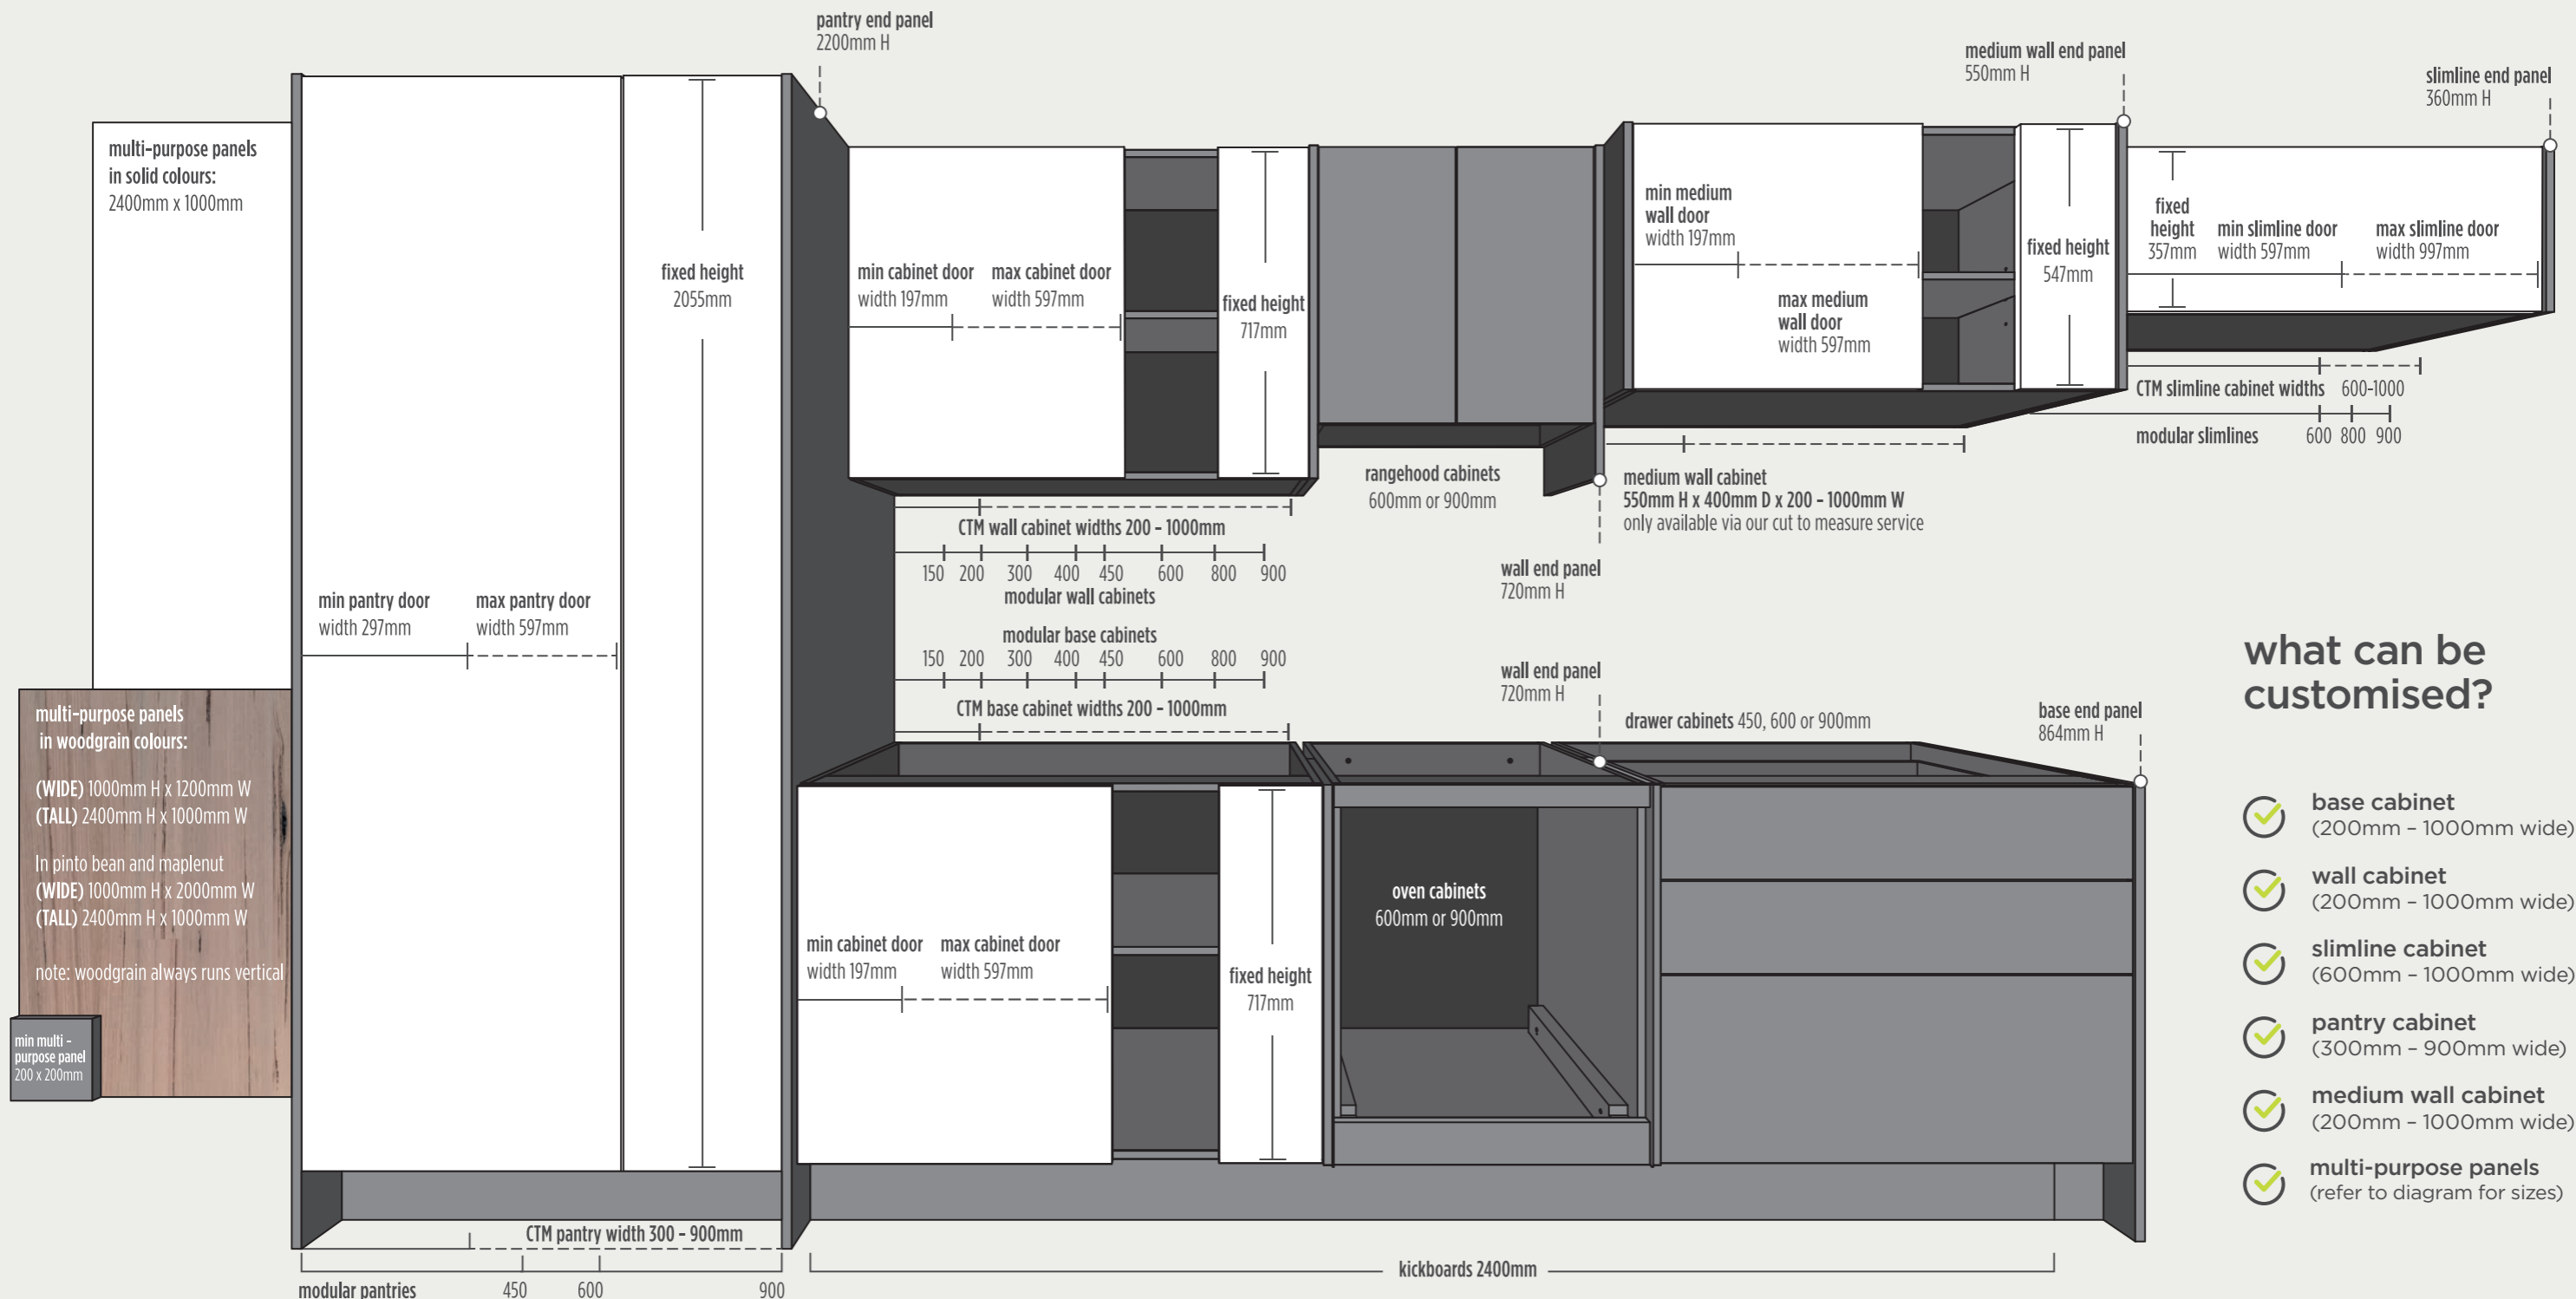 pantry end panel
2200mm H
medium wall end panel
550mm H
slimline end panel
360mm H
multi-purpose panels
in solid colours:
2400mm x 1000mm
fixed height
2055mm
min cabinet door
width 197mm
max cabinet door
width 597mm
fixed height
717mm
min medium
wall door
width 197mm
max medium
wall door
width 597mm
fixed height
547mm
fixed
height
357mm
min slimline door
width 597mm
max slimline door
width 997mm
CTM slimline cabinet widths 600-1000
modular slimlines 600 800 900
rangehood cabinets
600mm or 900mm
medium wall cabinet
550mm H x 400mm D x 200 - 1000mm W
only available via our cut to measure service
CTM wall cabinet widths 200 - 1000mm
150 200 300 400 450 600 800 900
modular wall cabinets
wall end panel
720mm H
min pantry door
width 297mm
max pantry door
width 597mm
modular base cabinets
150 200 300 400 450 600 800 900
CTM base cabinet widths 200 - 1000mm
wall end panel
720mm H
drawer cabinets 450, 600 or 900mm
base end panel
864mm H
multi-purpose panels
in woodgrain colours:
(WIDE) 1000mm H x 1200mm W
(TALL) 2400mm H x 1000mm W
In pinto bean and maplenut
(WIDE) 1000mm H x 2000mm W
(TALL) 2400mm H x 1000mm W
note: woodgrain always runs vertical
min multi -
purpose panel
200 x 200mm
min cabinet door
width 197mm
max cabinet door
width 597mm
fixed height
717mm
oven cabinets
600mm or 900mm
CTM pantry width 300 - 900mm
modular pantries 450 600 900
kickboards 2400mm
what can be
customised?
base cabinet
(200mm - 1000mm wide)
wall cabinet
(200mm - 1000mm wide)
slimline cabinet
(600mm - 1000mm wide)
pantry cabinet
(300mm - 900mm wide)
medium wall cabinet
(200mm - 1000mm wide)
multi-purpose panels
(refer to diagram for sizes)